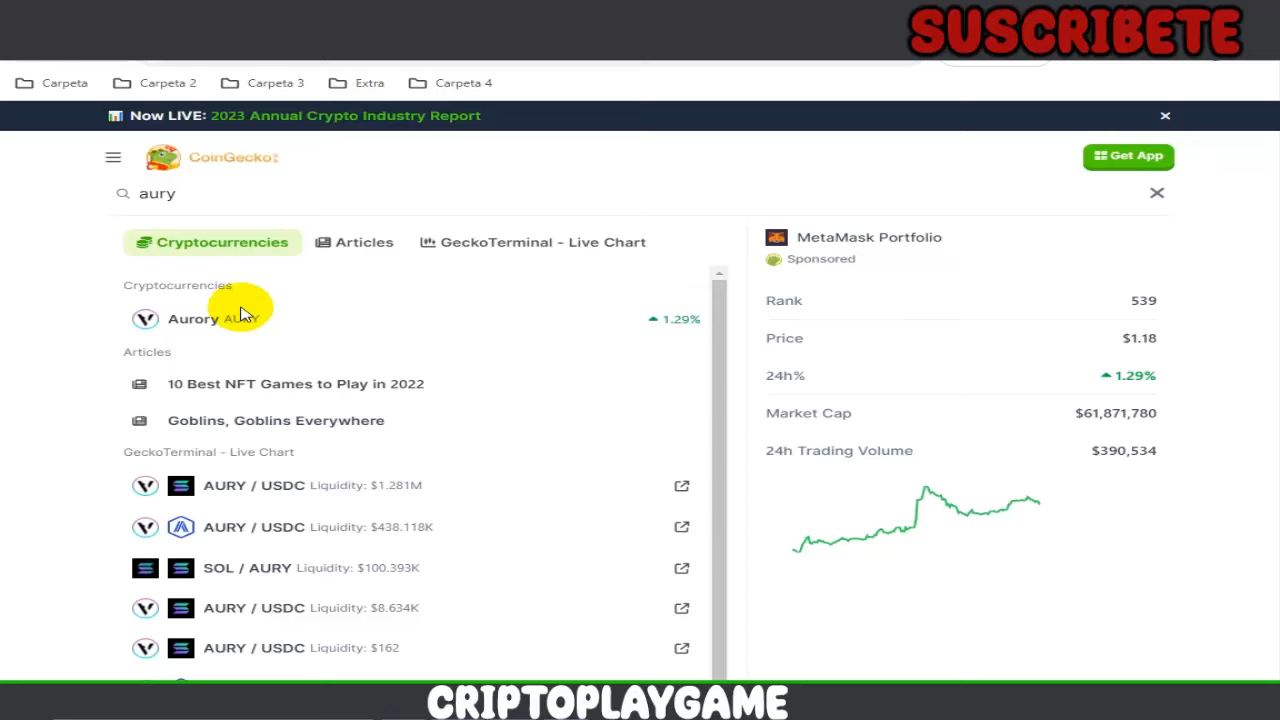 SUSCRIBETE
Carpeta Carpeta 2 Carpeta 3 Extra Carpeta 4
Now LIVE: 2023 Annual Crypto Industry Report
CoinGecko
Get App
aury
Cryptocurrencies Articles GeckoTerminal - Live Chart
Cryptocurrencies
Aurory AURY 1.29%
Articles
10 Best NFT Games to Play in 2022
Goblins, Goblins Everywhere
GeckoTerminal - Live Chart
AURY / USDC Liquidity: $1.281M
AURY / USDC Liquidity: $438.118K
SOL / AURY Liquidity: $100.393K
AURY / USDC Liquidity: $8.634K
AURY / USDC Liquidity: $162
MetaMask Portfolio
Sponsored
Rank 539
Price $1.18
24h% 1.29%
Market Cap $61,871,780
24h Trading Volume $390,534
CRIPTOPLAYGAME